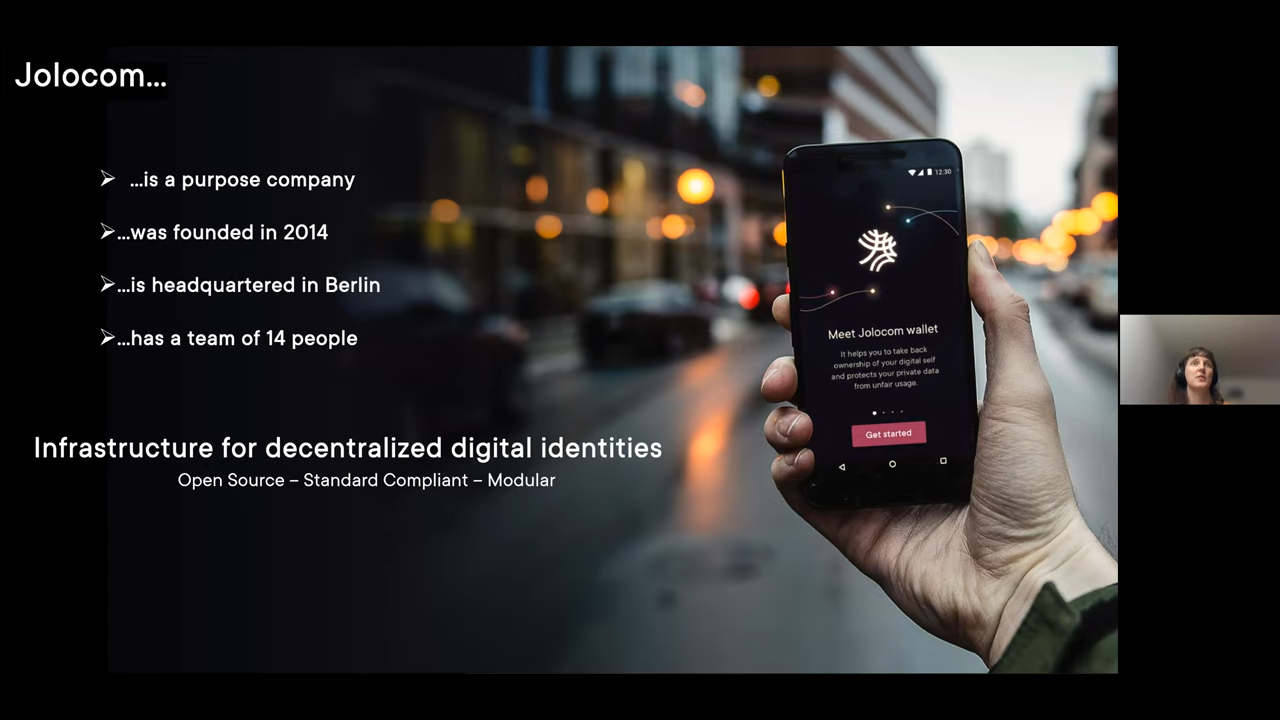 Jolocom...
...is a purpose company
...was founded in 2014
...is headquartered in Berlin
...has a team of 14 people
Infrastructure for decentralized digital identities
Open Source – Standard Compliant – Modular
12:30
Meet Jolocom wallet
It helps you to take back
ownership of your digital self
and protects your private data
from unfair usage.
Get started